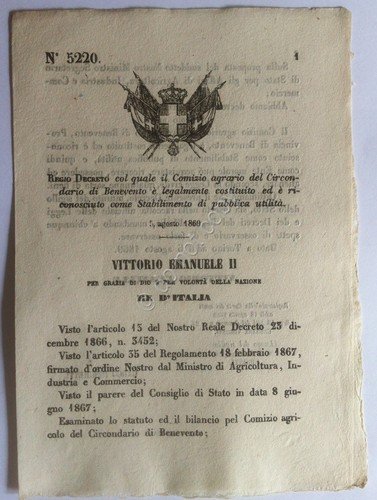 N° 5220.
1
REGIO DECRETO col quale il Comizio agrario del Circon-
dario di Benevento è legalmente costituito ed è ri-
conosciuto come Stabilimento di pubblica utilità.
5 agosto 1869
VITTORIO EMANUELE II
PER GRAZIA DI DIO E PER VOLONTÀ DELLA NAZIONE
RE D'ITALIA
Visto l'articolo 15 del Nostro Reale Decreto 23 di-
cembre 1866, n. 3452;
Visto l'articolo 35 del Regolamento 18 febbraio 1867,
firmato d'ordine Nostro dal Ministro di Agricoltura, In-
dustria e Commercio;
Visto il parere del Consiglio di Stato in data 8 giu-
gno 1867;
Esaminato lo statuto ed il bilancio pel Comizio agri-
colo del Circondario di Benevento;